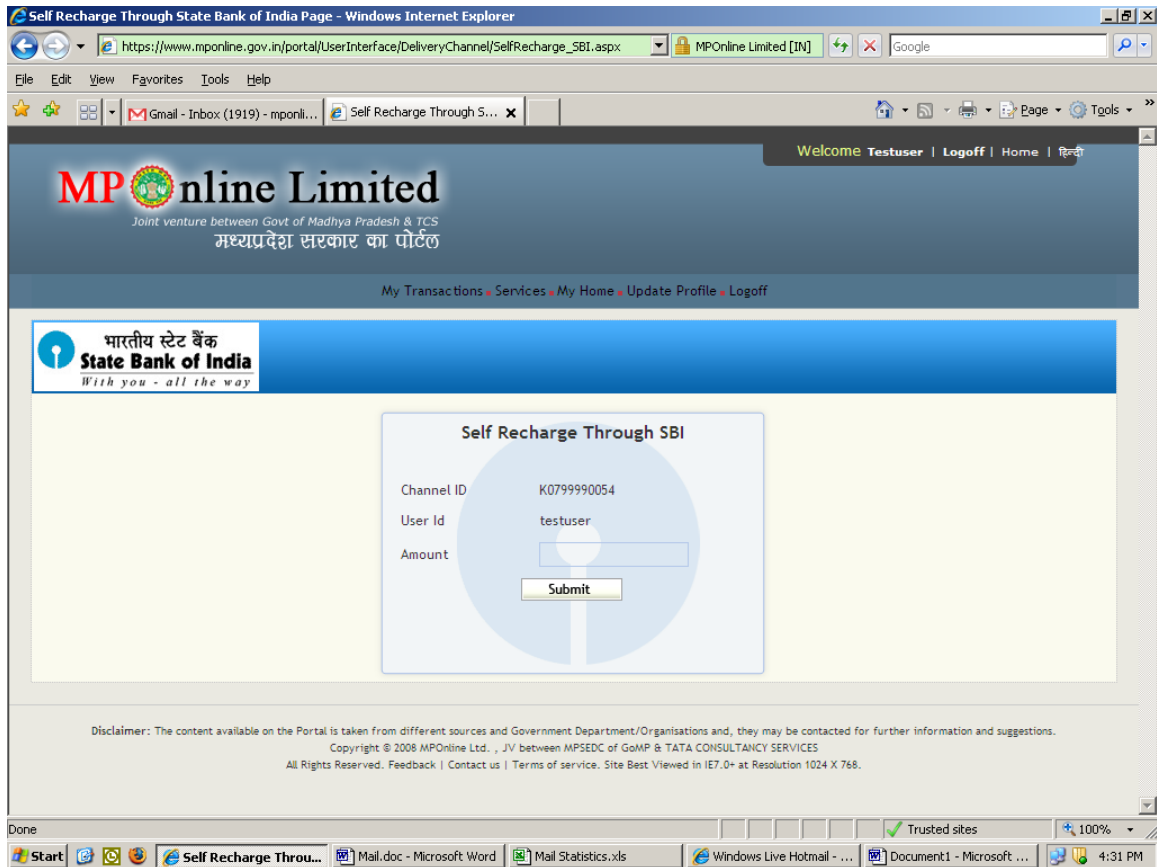 Self Recharge Through State Bank of India Page - Windows Internet Explorer
https://www.mponline.gov.in/portal/UserInterface/DeliveryChannel/SelfRecharge_SBI.aspx MPOnline Limited [IN] Google
File Edit View Favorites Tools Help
Gmail - Inbox (1919) - mponli... Self Recharge Through S... Page Tools
Welcome Testuser | Logoff | Home | हिन्दी
MPOnline Limited
Joint venture between Govt of Madhya Pradesh & TCS
मध्यप्रदेश सरकार का पोर्टल
My Transactions Services My Home Update Profile Logoff
भारतीय स्टेट बैंक
State Bank of India
With you - all the way
Self Recharge Through SBI
Channel ID K0799990054
User Id testuser
Amount
Submit
Disclaimer: The content available on the Portal is taken from different sources and Government Department/Organisations and, they may be contacted for further information and suggestions.
Copyright © 2008 MPOnline Ltd. , JV between MPSEDC of GoMP & TATA CONSULTANCY SERVICES
All Rights Reserved. Feedback | Contact us | Terms of service. Site Best Viewed in IE7.0+ at Resolution 1024 X 768.
Done Trusted sites 100%
Start Self Recharge Throu... Mail.doc - Microsoft Word Mail Statistics.xls Windows Live Hotmail - ... Document1 - Microsoft ... 4:31 PM